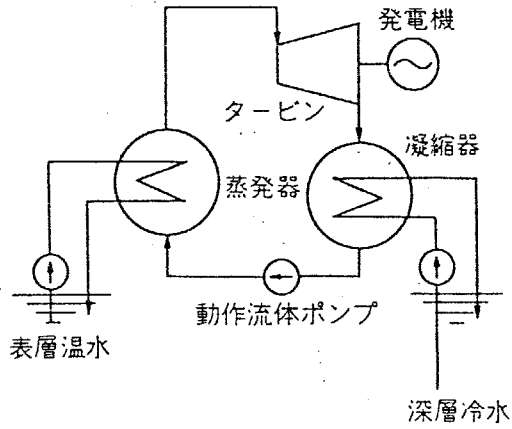 発電機
タービン
凝縮器
蒸発器
動作流体ポンプ
表層温水
深層冷水